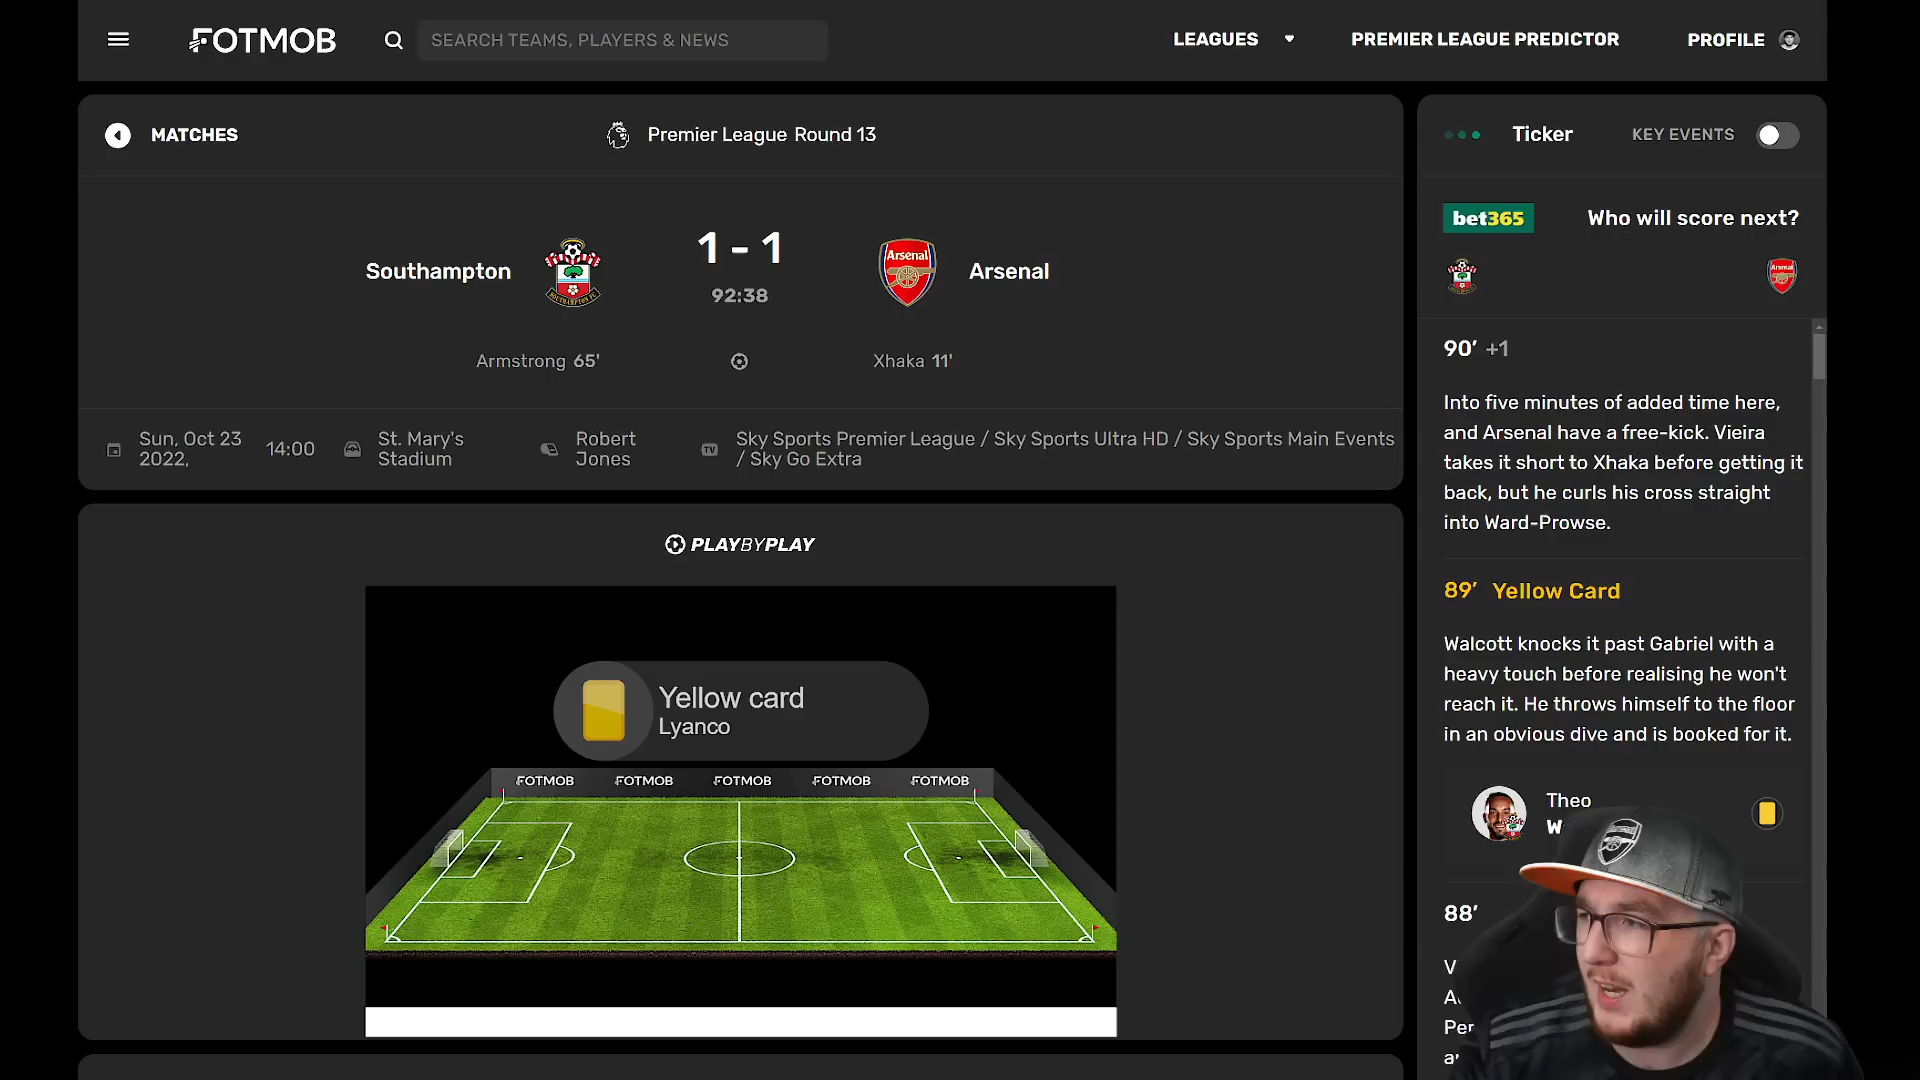 FOTMOB
SEARCH TEAMS, PLAYERS & NEWS
LEAGUES
PREMIER LEAGUE PREDICTOR
PROFILE
MATCHES
Premier League Round 13
Southampton
1 - 1
92:38
Arsenal
Arsenal
Armstrong 65'
Xhaka 11'
Sun, Oct 23
2022,
14:00
St. Mary's
Stadium
Robert
Jones
TV
Sky Sports Premier League / Sky Sports Ultra HD / Sky Sports Main Events
/ Sky Go Extra
PLAYBYPLAY
Yellow card
Lyanco
FOTMOB FOTMOB FOTMOB FOTMOB FOTMOB
Ticker
KEY EVENTS
bet365
Who will score next?
Arsenal
90’ +1
Into five minutes of added time here,
and Arsenal have a free-kick. Vieira
takes it short to Xhaka before getting it
back, but he curls his cross straight
into Ward-Prowse.
89’ Yellow Card
Walcott knocks it past Gabriel with a
heavy touch before realising he won't
reach it. He throws himself to the floor
in an obvious dive and is booked for it.
Theo
88’